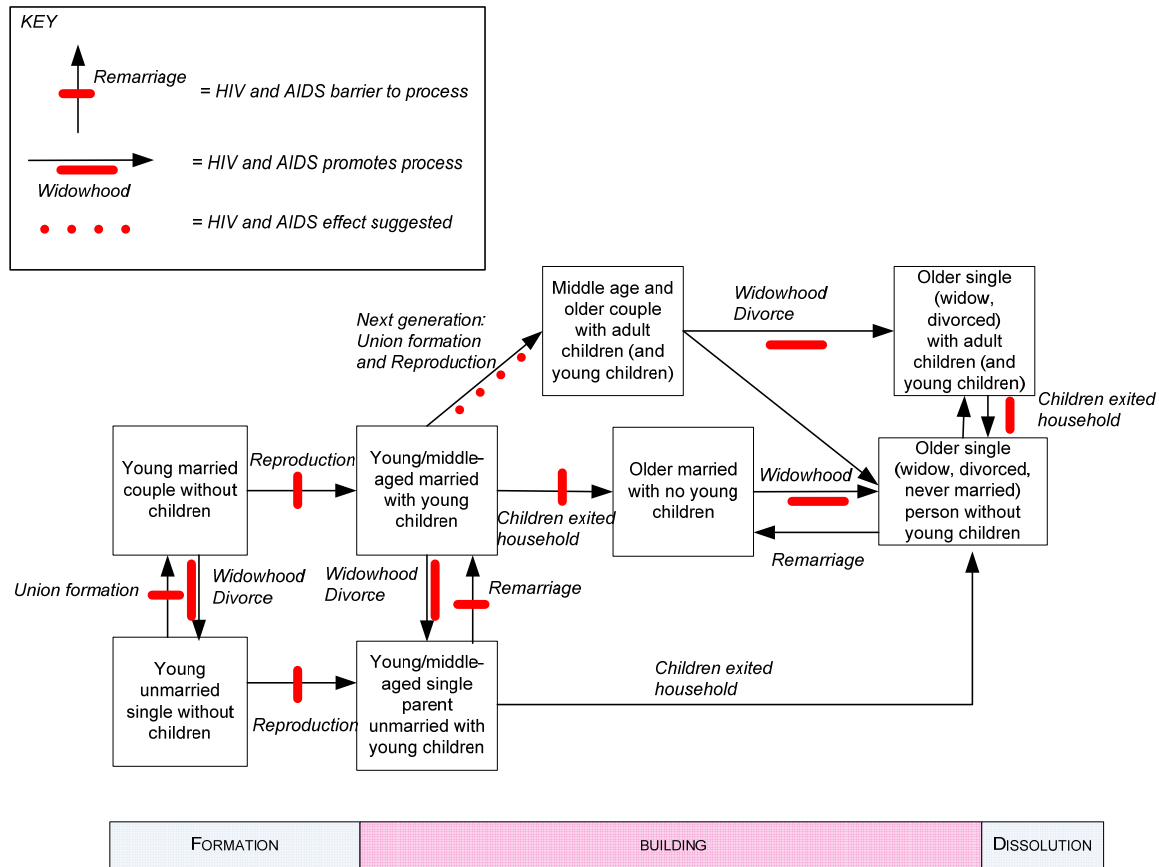 KEY
Remarriage
= HIV and AIDS barrier to process
= HIV and AIDS promotes process
Widowhood
= HIV and AIDS effect suggested
Next generation:
Union formation
and Reproduction
Middle age and
older couple
with adult
children (and
young children)
Widowhood
Divorce
Older single
(widow,
divorced)
with adult
children (and
young children)
Children exited
household
Young married
couple without
children
Reproduction
Young/middle-
aged married
with young
children
Children exited
household
Older married
with no young
children
Widowhood
Older single
(widow, divorced,
never married)
person without
young children
Remarriage
Union formation
Widowhood
Divorce
Widowhood
Divorce
Remarriage
Young
unmarried
single without
children
Reproduction
Young/middle-
aged single
parent
unmarried with
young children
Children exited
household
FORMATION
BUILDING
DISSOLUTION